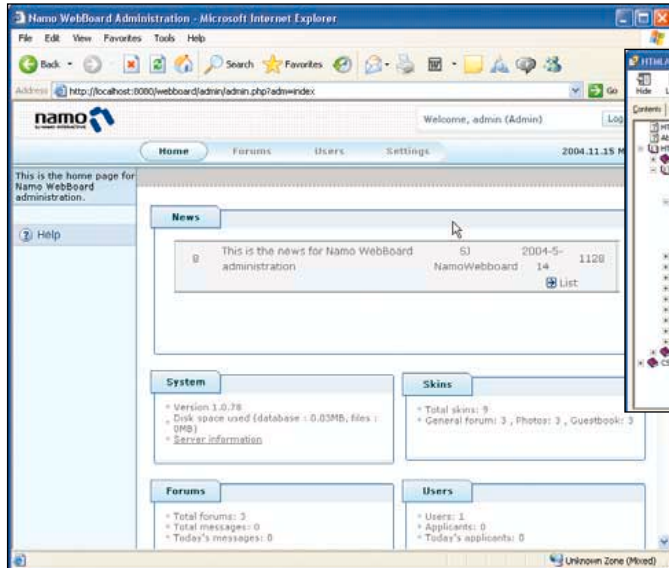 Namo WebBoard Administration - Microsoft Internet Explorer
File Edit View Favorites Tools Help
Back Search Favorites
Address http://localhost:8080/webboard/admin/admin.php?adm=index Go
namo Welcome, admin (Admin) Log
Home Forums Users Settings 2004.11.15 M
This is the home page for
Namo WebBoard
administration.
Help
News
8 This is the news for Namo WebBoard administration SJ NamoWebboard 2004-5-14 1128
List
System
Version 1.0.78
Disk space used (database : 0.03MB, files :
0MB)
Server information
Skins
Total skins: 9
General forum: 3 , Photos: 3 , Guestbook: 3
Forums
Total forums: 3
Total messages: 0
Today's messages: 0
Users
Users: 1
Applicants: 0
Today's applicants: 0
Unknown Zone (Mixed)
Hide
Contents